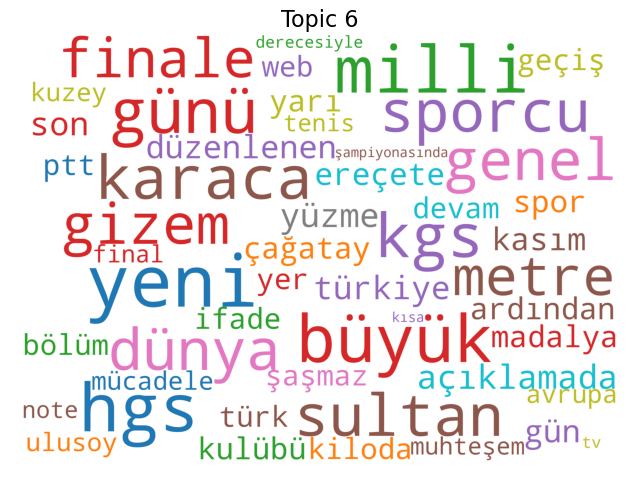 Topic 6
derecesiyle
finale web milli geçiş
kuzey günü yarı sporcu
son tenis
düzenlenen şampiyonasında genel
ptt karaca ereçete
gizem yüzme devam spor
final çağatay kgs kasım
yeni yer türkiye metre
ifade kısa ardından
bölüm dünya büyük madalya
mücadele şaşmaz açıklamada
hgs avrupa
note türk sultan gün
ulusoy kulübü kiloda muhteşem tv